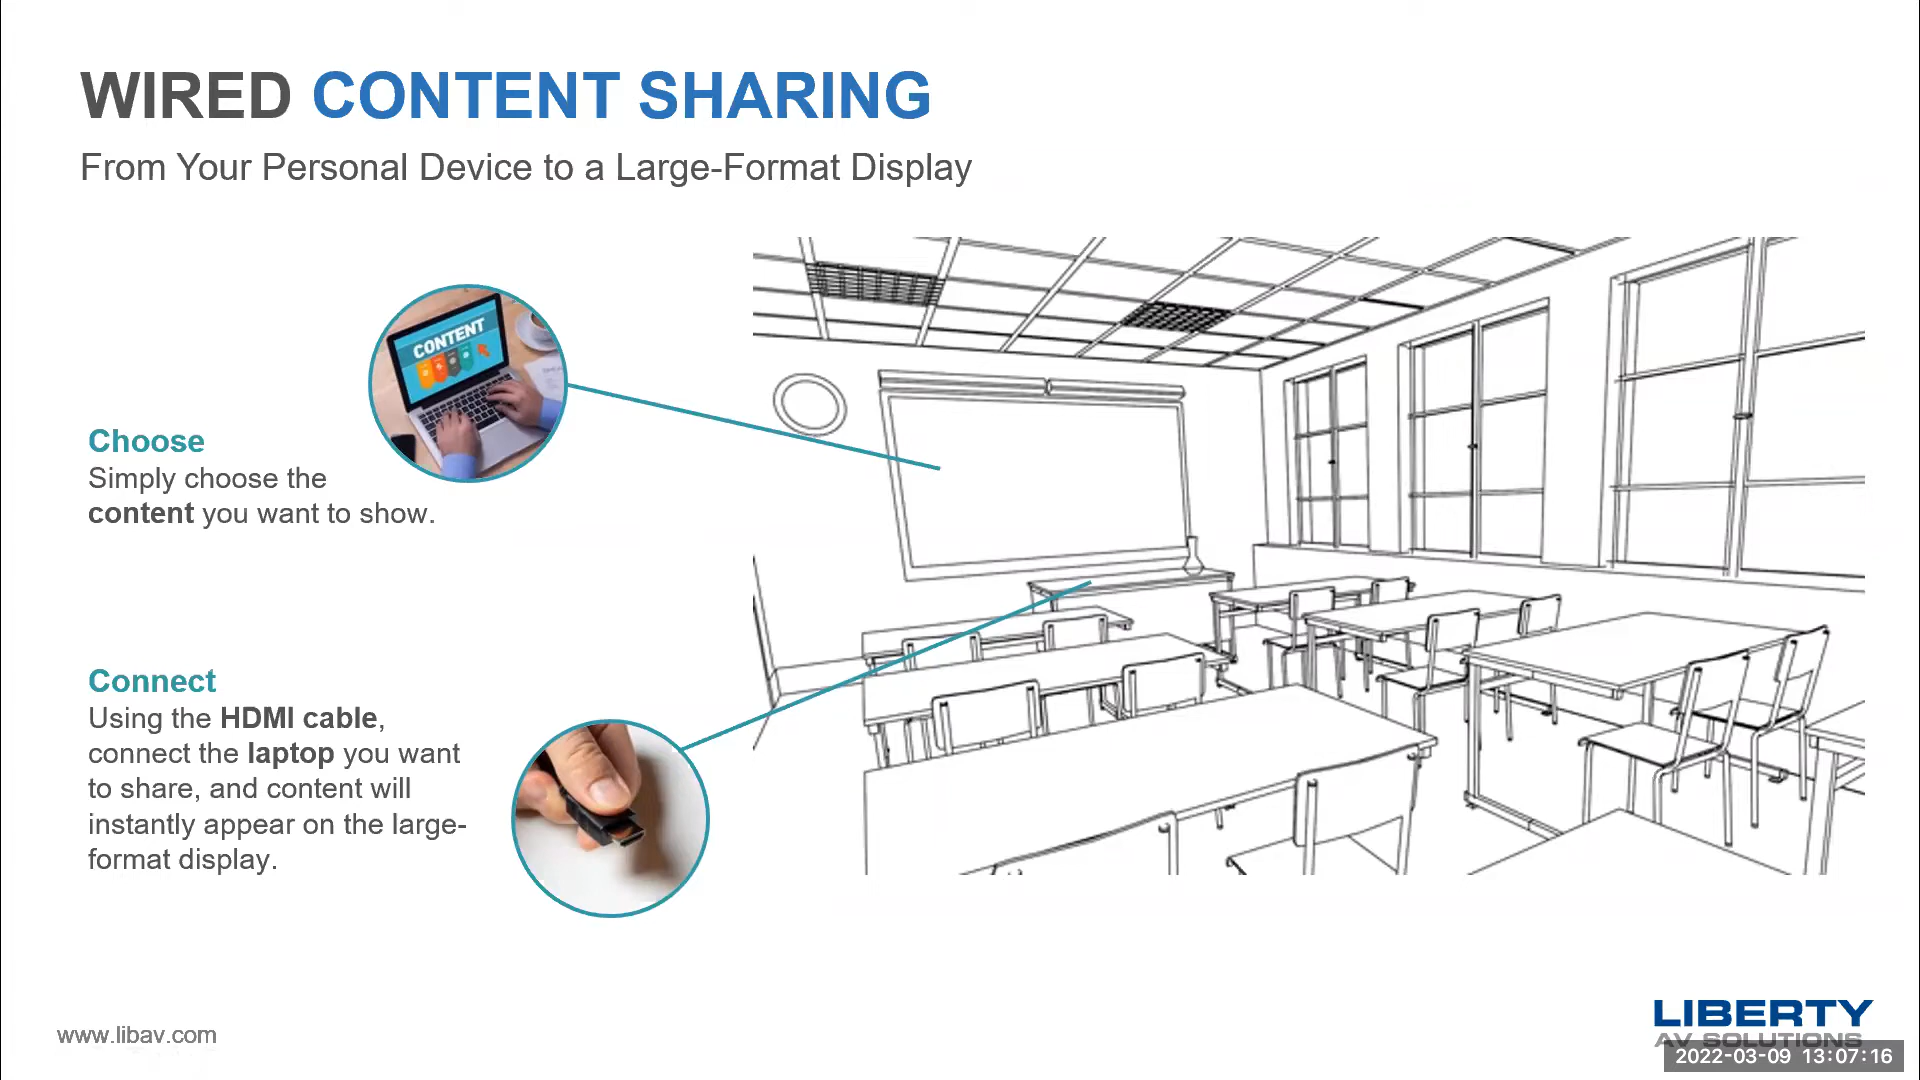 WIRED CONTENT SHARING
From Your Personal Device to a Large-Format Display
CONTENT
Choose
Simply choose the
content you want to show.
Connect
Using the HDMI cable,
connect the laptop you want
to share, and content will
instantly appear on the large-
format display.
www.libav.com
LIBERTY
AV SOLUTIONS
2022-03-09 13:07:16